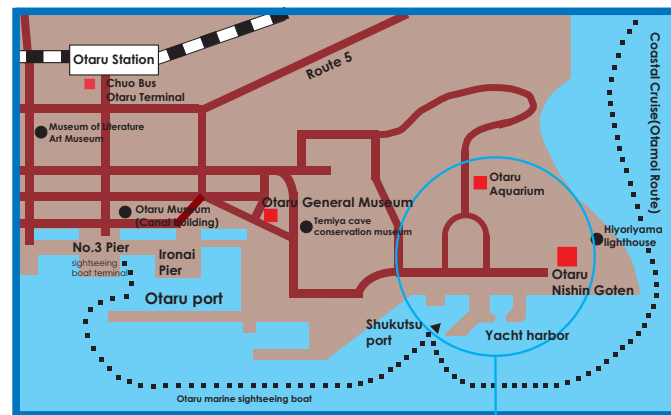 Otaru Station
Chuo Bus
Otaru Terminal
Route 5
Coastal Cruise(Otamoi Route)
Museum of Literature
Art Museum
Otaru Museum
(Canal Building)
Otaru General Museum
Temiya cave
conservation museum
Otaru
Aquarium
Hiyoriyama
lighthouse
Otaru
Nishin Goten
No.3 Pier
sightseeing
boat terminal
Ironai
Pier
Otaru port
Shukutsu
port
Yacht harbor
Otaru marine sightseeing boat